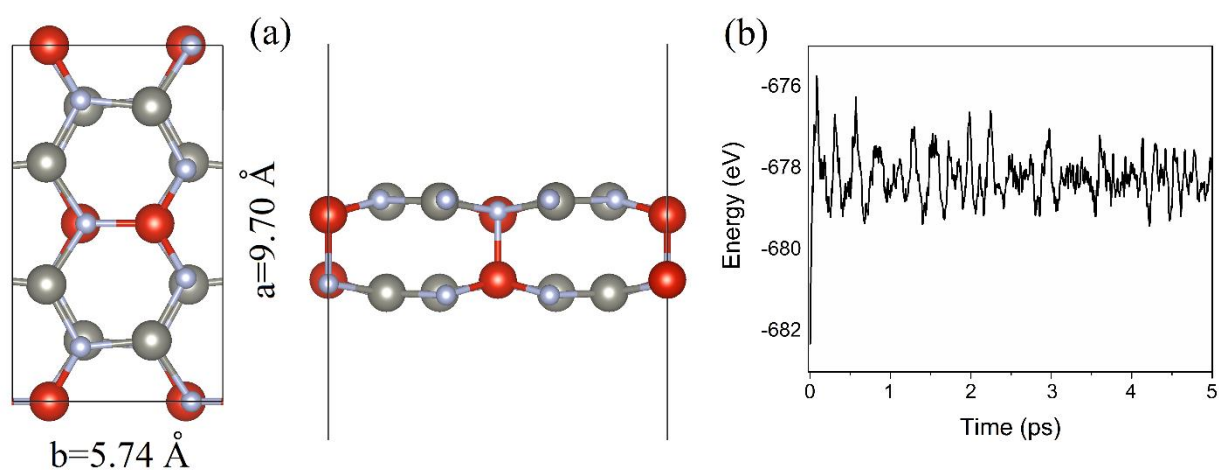 (a)
a=9.70 Å
b=5.74 Å
(b)
Energy (eV)
-676
-678
-680
-682
0 1 2 3 4 5
Time (ps)